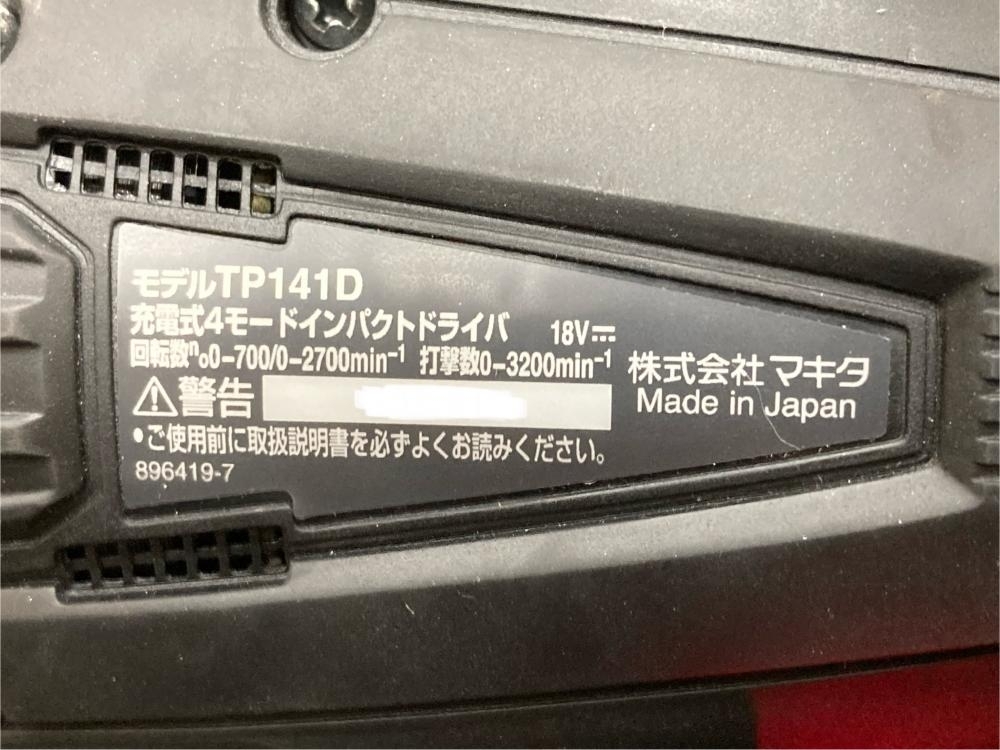 モデルTP141D
充電式4モードインパクトドライバ 18V⎓
回転数n₀0-700/0-2700min⁻¹ 打撃数0-3200min⁻¹
⚠警告
株式会社マキタ
Made in Japan
•ご使用前に取扱説明書を必ずよくお読みください。
896419-7